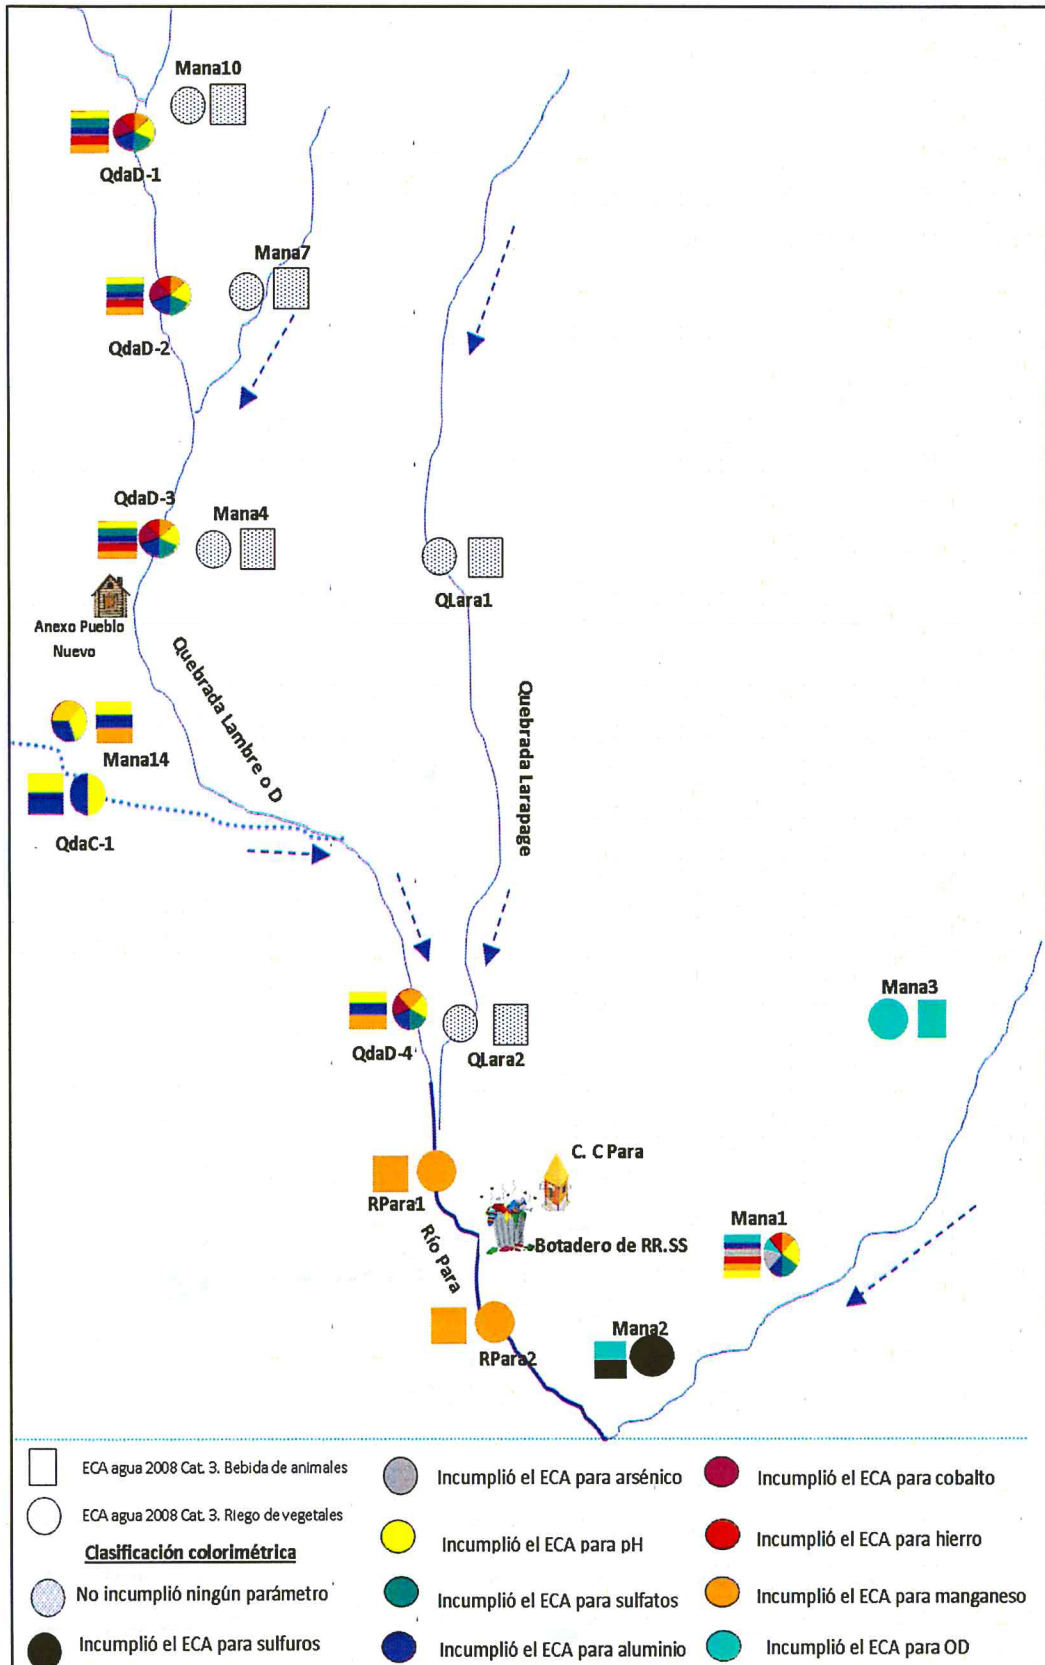 Mana10
QdaD-1
Mana7
QdaD-2
QdaD-3
Mana4
QLara1
Anexo Pueblo
Nuevo
Quebrada Lambre o D
Quebrada Larapage
Mana14
QdaC-1
Mana3
QdaD-4
QLara2
C. C Para
RPara1
Botadero de RR.SS
Mana1
Río Para
RPara2
Mana2
ECA agua 2008 Cat. 3. Bebida de animales
ECA agua 2008 Cat. 3. Riego de vegetales
Clasificación colorimétrica
No incumplió ningún parámetro
Incumplió el ECA para sulfuros
Incumplió el ECA para arsénico
Incumplió el ECA para pH
Incumplió el ECA para sulfatos
Incumplió el ECA para aluminio
Incumplió el ECA para cobalto
Incumplió el ECA para hierro
Incumplió el ECA para manganeso
Incumplió el ECA para OD